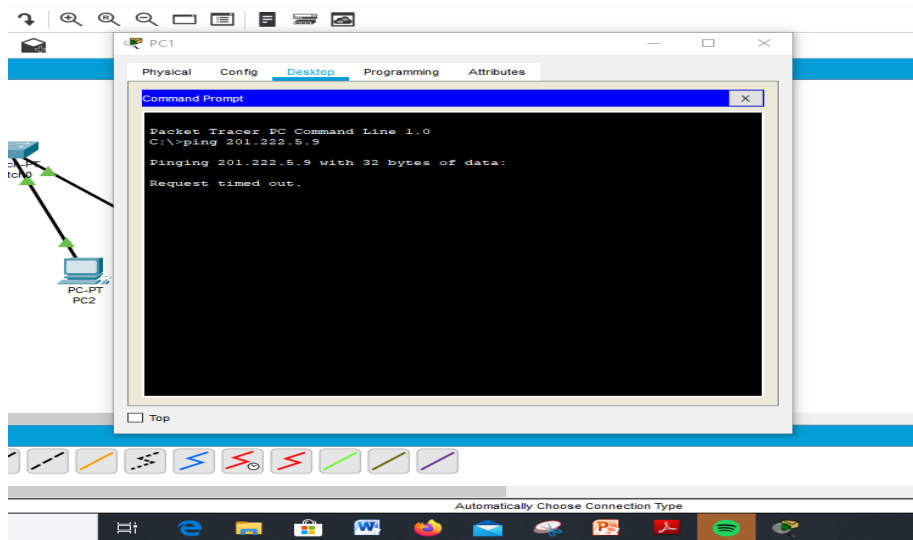 PC1
Physical Config Desktop Programming Attributes
Command Prompt
X
Packet Tracer PC Command Line 1.0
C:\>ping 201.222.5.9
Pinging 201.222.5.9 with 32 bytes of data:
Request timed out.
PC-PT
PC2
Top
Automatically Choose Connection Type